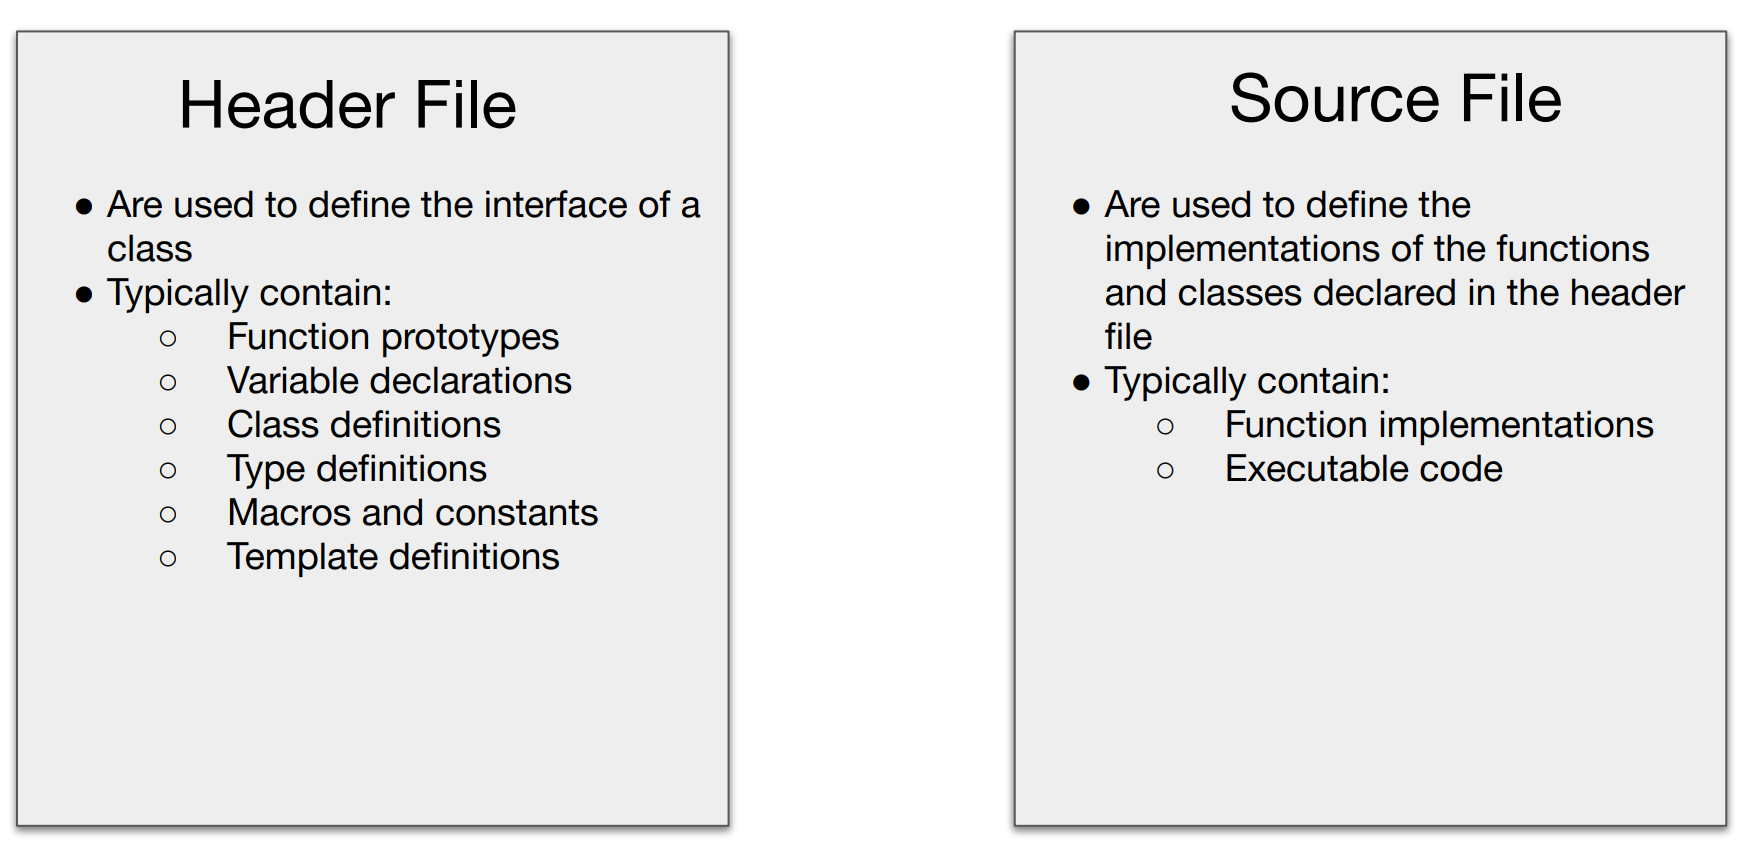 Header File
● Are used to define the interface of a
class
● Typically contain:
○ Function prototypes
○ Variable declarations
○ Class definitions
○ Type definitions
○ Macros and constants
○ Template definitions
Source File
● Are used to define the
implementations of the functions
and classes declared in the header
file
● Typically contain:
○ Function implementations
○ Executable code